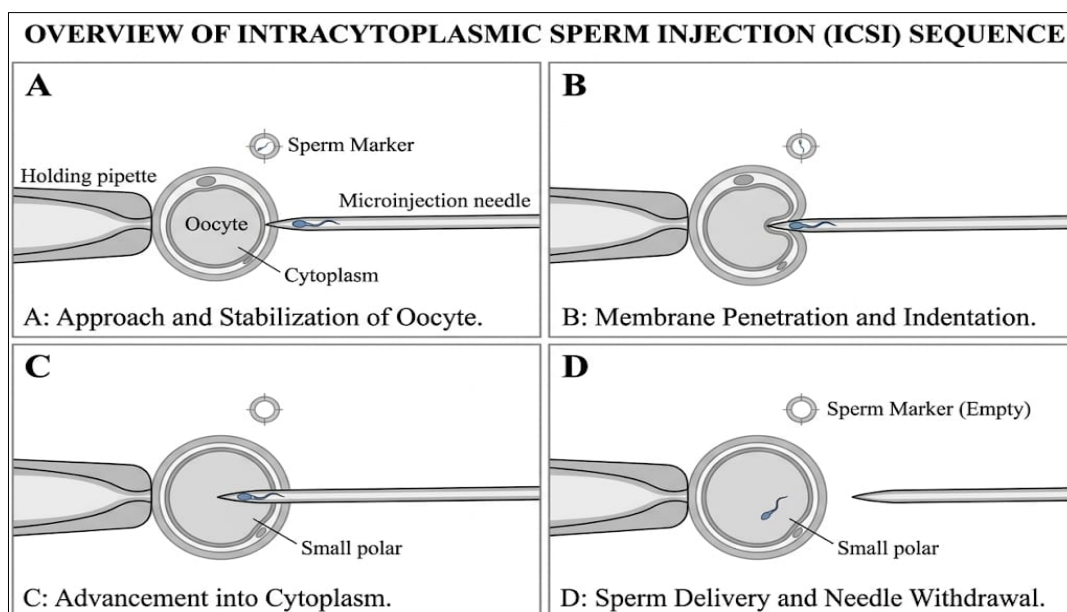 OVERVIEW OF INTRACYTOPLASMIC SPERM INJECTION (ICSI) SEQUENCE
A
Sperm Marker
Holding pipette
Microinjection needle
Oocyte
Cytoplasm
A: Approach and Stabilization of Oocyte.
B
B: Membrane Penetration and Indentation.
C
Small polar
C: Advancement into Cytoplasm.
D
Sperm Marker (Empty)
Small polar
D: Sperm Delivery and Needle Withdrawal.